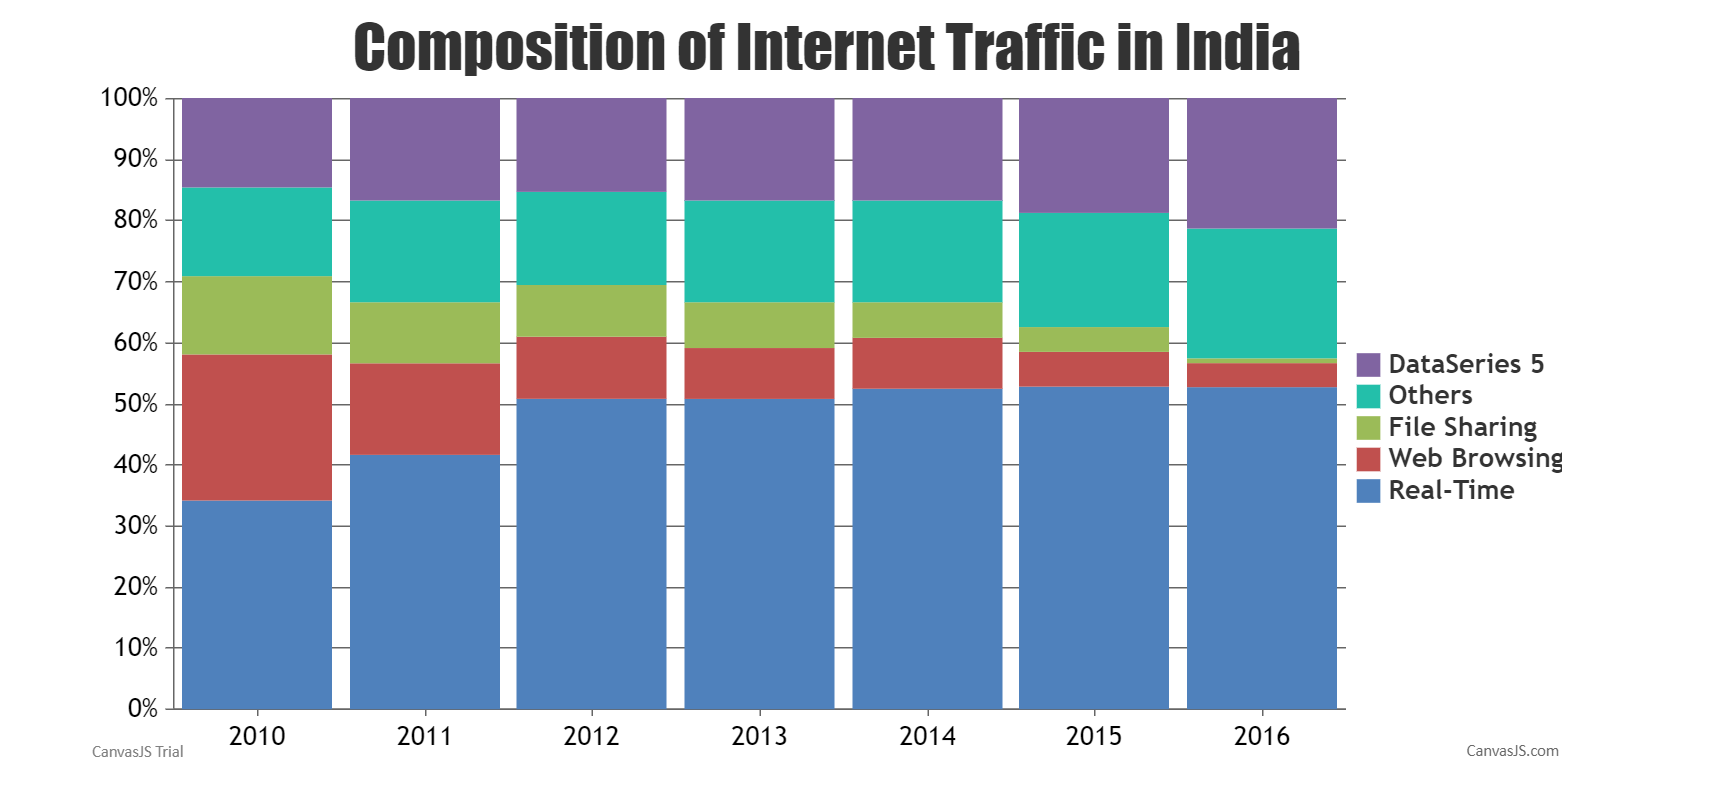 Composition of Internet Traffic in India
100%
90%
80%
70%
60%
50%
40%
30%
20%
10%
0%
2010 2011 2012 2013 2014 2015 2016
DataSeries 5
Others
File Sharing
Web Browsing
Real-Time
CanvasJS Trial
CanvasJS.com